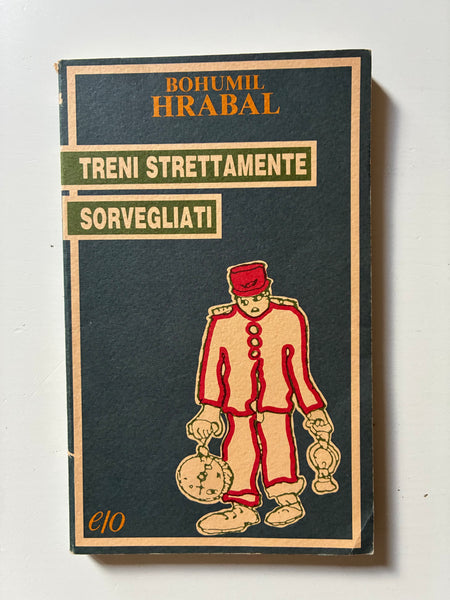 BOHUMIL
HRABAL
TRENI STRETTAMENTE
SORVEGLIATI
e/o